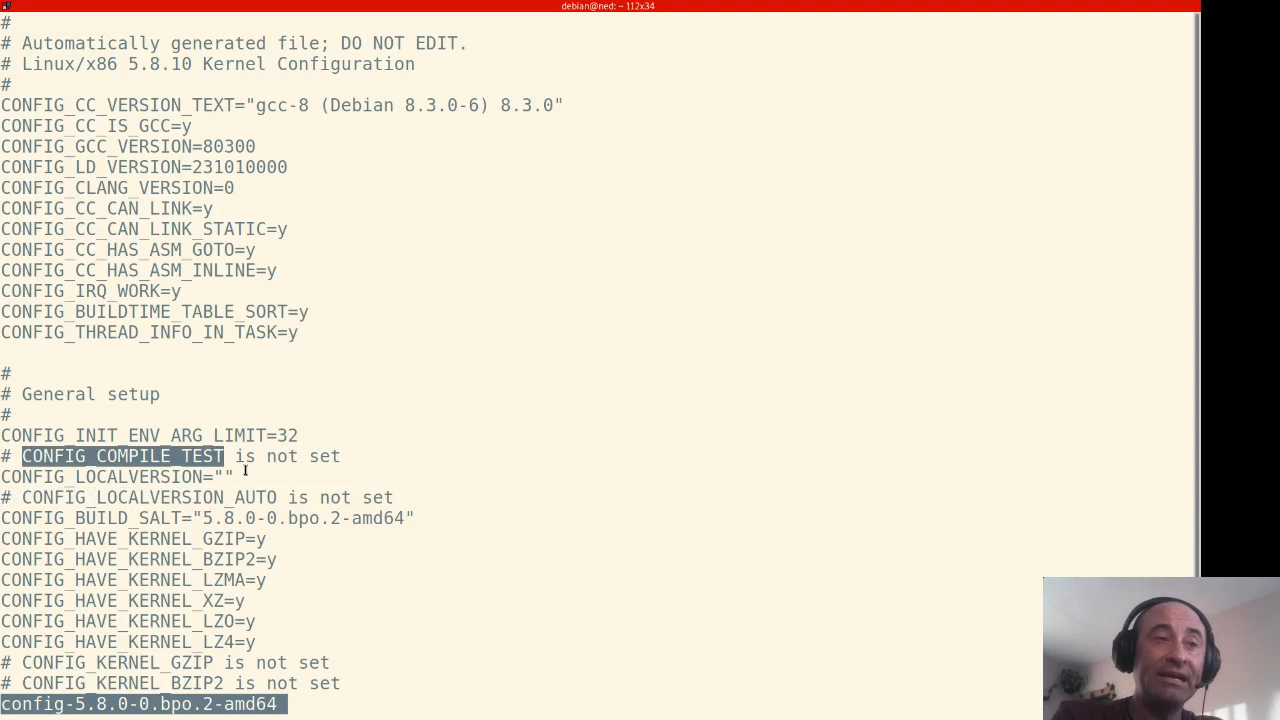 debian@ned: ~ 112x34
#
# Automatically generated file; DO NOT EDIT.
# Linux/x86 5.8.10 Kernel Configuration
#
CONFIG_CC_VERSION_TEXT="gcc-8 (Debian 8.3.0-6) 8.3.0"
CONFIG_CC_IS_GCC=y
CONFIG_GCC_VERSION=80300
CONFIG_LD_VERSION=231010000
CONFIG_CLANG_VERSION=0
CONFIG_CC_CAN_LINK=y
CONFIG_CC_CAN_LINK_STATIC=y
CONFIG_CC_HAS_ASM_GOTO=y
CONFIG_CC_HAS_ASM_INLINE=y
CONFIG_IRQ_WORK=y
CONFIG_BUILDTIME_TABLE_SORT=y
CONFIG_THREAD_INFO_IN_TASK=y
#
# General setup
#
CONFIG_INIT_ENV_ARG_LIMIT=32
# CONFIG_COMPILE_TEST is not set
CONFIG_LOCALVERSION=""
# CONFIG_LOCALVERSION_AUTO is not set
CONFIG_BUILD_SALT="5.8.0-0.bpo.2-amd64"
CONFIG_HAVE_KERNEL_GZIP=y
CONFIG_HAVE_KERNEL_BZIP2=y
CONFIG_HAVE_KERNEL_LZMA=y
CONFIG_HAVE_KERNEL_XZ=y
CONFIG_HAVE_KERNEL_LZO=y
CONFIG_HAVE_KERNEL_LZ4=y
# CONFIG_KERNEL_GZIP is not set
# CONFIG_KERNEL_BZIP2 is not set
config-5.8.0-0.bpo.2-amd64